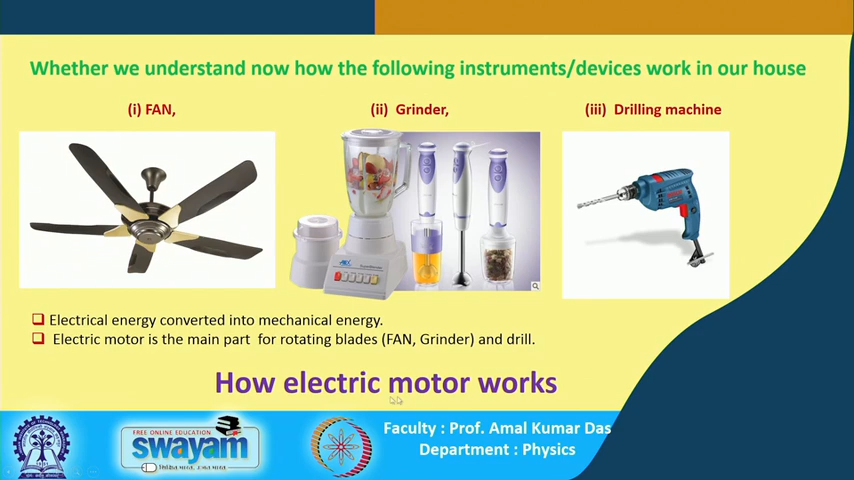 Whether we understand now how the following instruments/devices work in our house
(i) FAN,
(ii) Grinder,
(iii) Drilling machine
Electrical energy converted into mechanical energy.
Electric motor is the main part for rotating blades (FAN, Grinder) and drill.
How electric motor works
FREE ONLINE EDUCATION
swayam
Faculty : Prof. Amal Kumar Das
Department : Physics